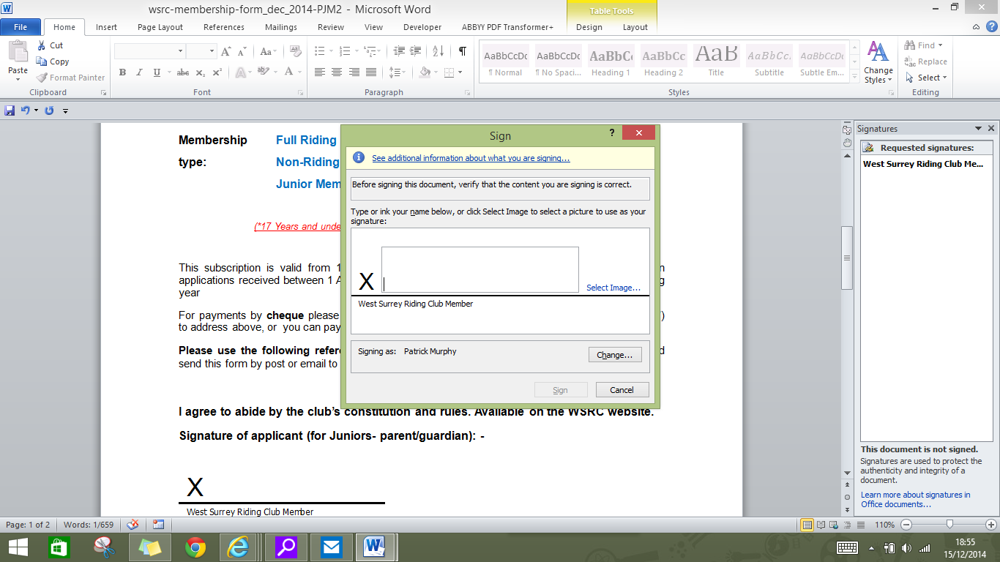 wsrc-membership-form_dec_2014-PJM2 - Microsoft Word
Table Tools
File Home Insert Page Layout References Mailings Review View Developer ABBYY PDF Transformer+ Design Layout
Paste
Cut
Copy
Format Painter
Clipboard
Font
Paragraph
AaBbCcDc AaBbCcDc AaBbC AaBbCc AaB AaBbCc. AaBbCcDc
¶ Normal ¶ No Spaci... Heading 1 Heading 2 Title Subtitle Subtle Em...
Change
Styles
Styles
Find
Replace
Select
Editing
Membership Full Riding
type: Non-Riding
Junior Mem
(*17 Years and unde
This subscription is valid from 1 n
applications received between 1 A g
year
For payments by cheque please )
to address above, or you can pay
Please use the following refere d
send this form by post or email to
I agree to abide by the club's constitution and rules. Available on the WSRC website.
Signature of applicant (for Juniors- parent/guardian): -
X
West Surrey Riding Club Member
Sign
?
See additional information about what you are signing...
Before signing this document, verify that the content you are signing is correct.
Type or ink your name below, or click Select Image to select a picture to use as your
signature:
X
Select Image...
West Surrey Riding Club Member
Signing as: Patrick Murphy
Change...
Sign Cancel
Signatures
Requested signatures:
West Surrey Riding Club Me...
This document is not signed.
Signatures are used to protect the
authenticity and integrity of a
document.
Learn more about signatures in
Office documents...
Page: 1 of 2 Words: 1/659 110%
18:55
15/12/2014